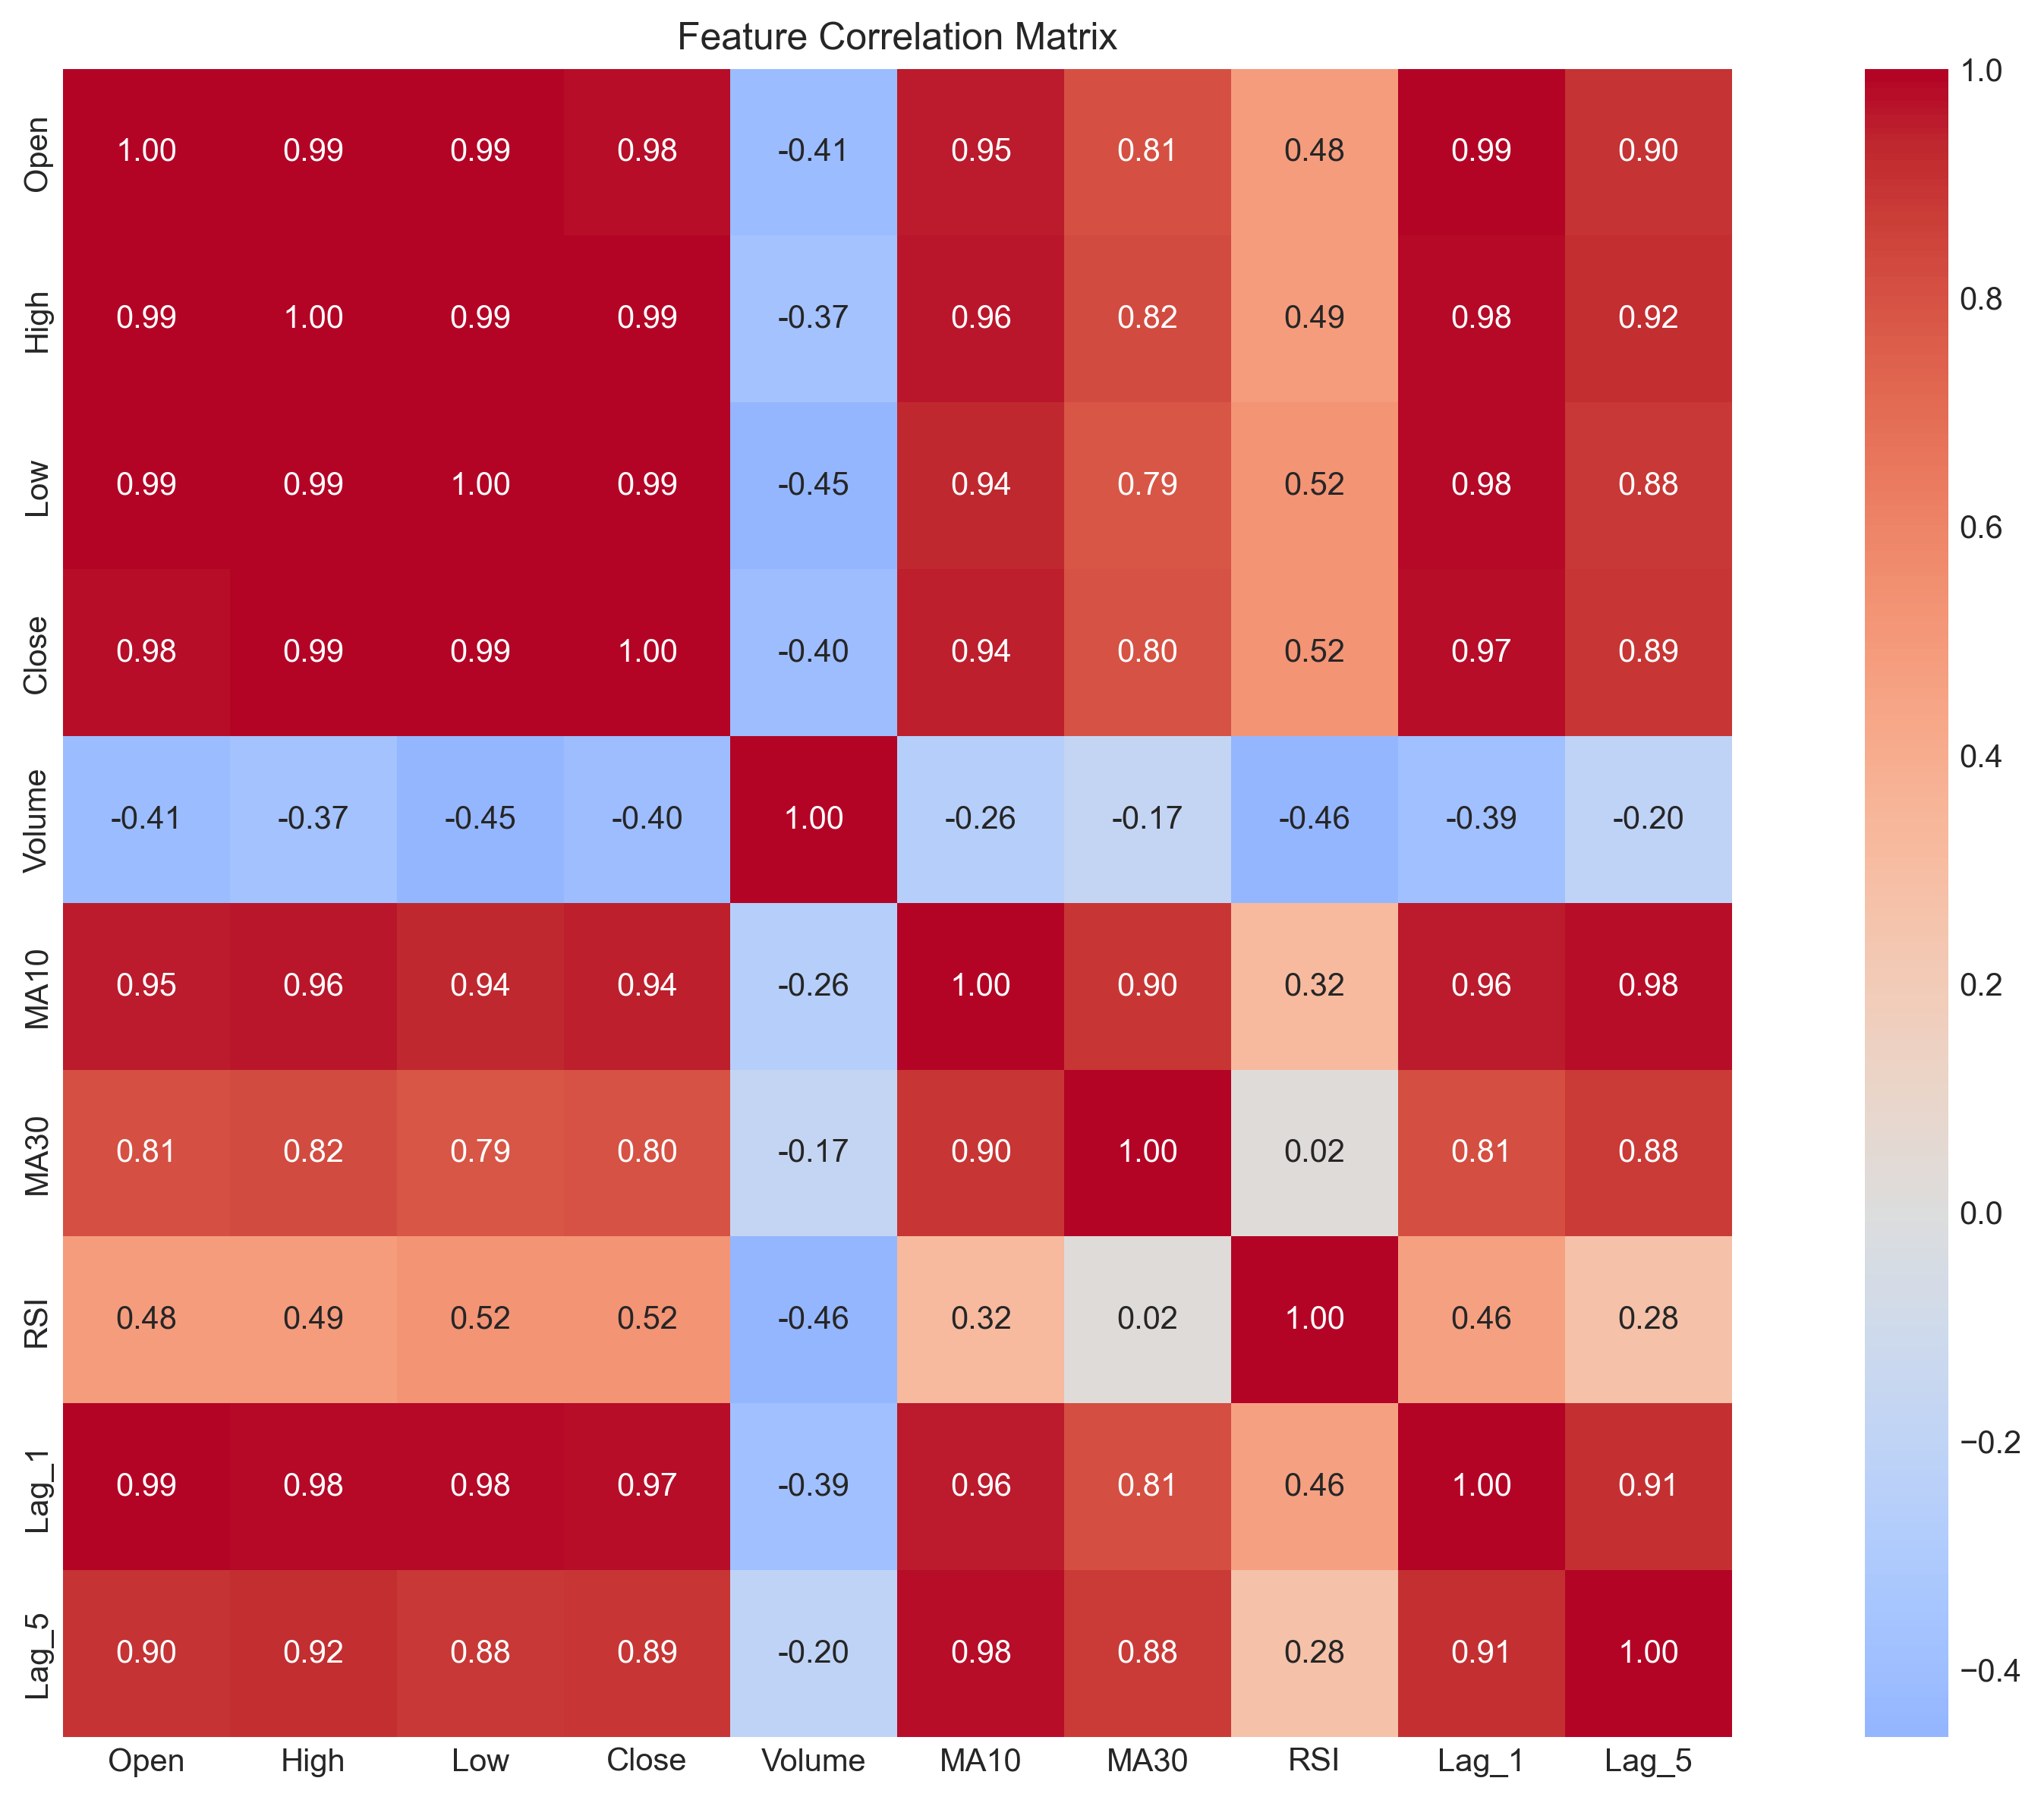 Feature Correlation Matrix
Open 1.00 0.99 0.99 0.98 -0.41 0.95 0.81 0.48 0.99 0.90
High 0.99 1.00 0.99 0.99 -0.37 0.96 0.82 0.49 0.98 0.92
Low 0.99 0.99 1.00 0.99 -0.45 0.94 0.79 0.52 0.98 0.88
Close 0.98 0.99 0.99 1.00 -0.40 0.94 0.80 0.52 0.97 0.89
Volume -0.41 -0.37 -0.45 -0.40 1.00 -0.26 -0.17 -0.46 -0.39 -0.20
MA10 0.95 0.96 0.94 0.94 -0.26 1.00 0.90 0.32 0.96 0.98
MA30 0.81 0.82 0.79 0.80 -0.17 0.90 1.00 0.02 0.81 0.88
RSI 0.48 0.49 0.52 0.52 -0.46 0.32 0.02 1.00 0.46 0.28
Lag_1 0.99 0.98 0.98 0.97 -0.39 0.96 0.81 0.46 1.00 0.91
Lag_5 0.90 0.92 0.88 0.89 -0.20 0.98 0.88 0.28 0.91 1.00
Open High Low Close Volume MA10 MA30 RSI Lag_1 Lag_5
1.0
0.8
0.6
0.4
0.2
0.0
−0.2
−0.4